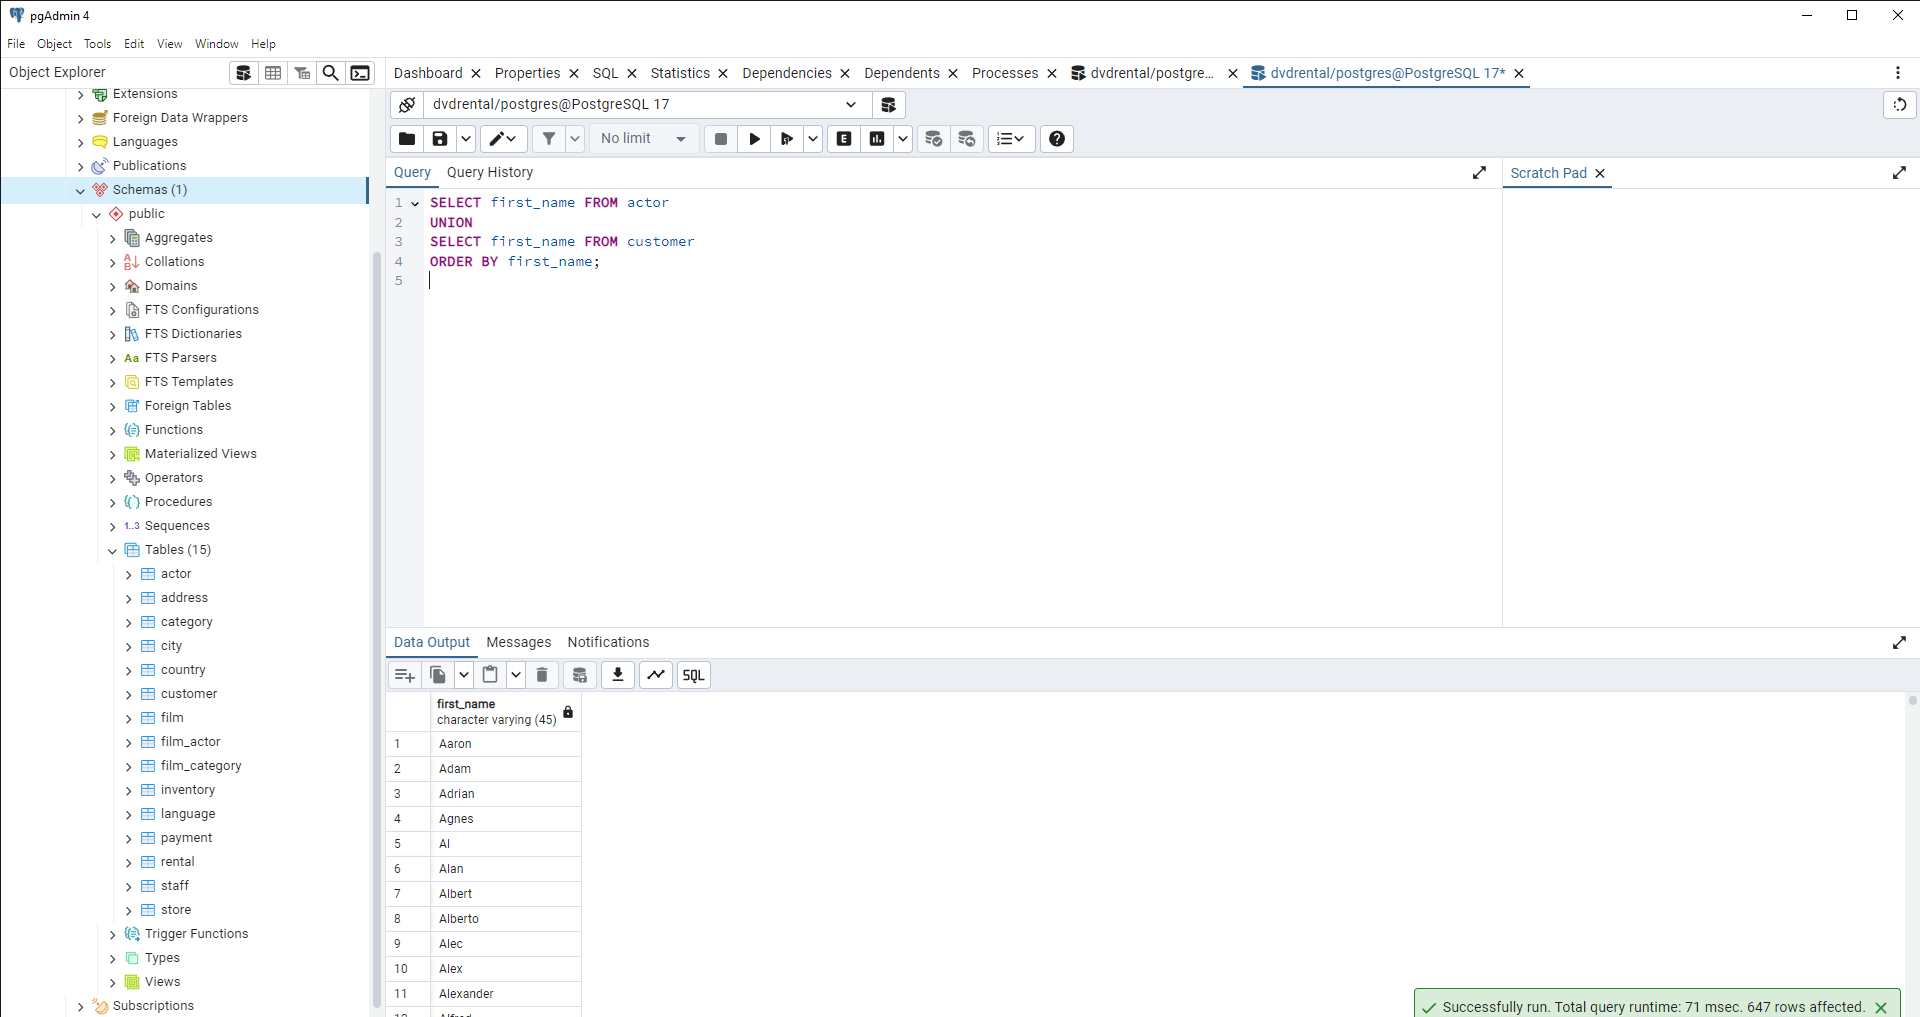 pgAdmin 4
File Object Tools Edit View Window Help
Object Explorer
Dashboard Properties SQL Statistics Dependencies Dependents Processes dvdrental/postgre... dvdrental/postgres@PostgreSQL 17*
Extensions
Foreign Data Wrappers
Languages
Publications
Schemas (1)
public
Aggregates
Collations
Domains
FTS Configurations
FTS Dictionaries
Aa FTS Parsers
FTS Templates
Foreign Tables
Functions
Materialized Views
Operators
Procedures
1..3 Sequences
Tables (15)
actor
address
category
city
country
customer
film
film_actor
film_category
inventory
language
payment
rental
staff
store
Trigger Functions
Types
Views
Subscriptions
dvdrental/postgres@PostgreSQL 17
No limit
E
Query Query History
Scratch Pad
1 SELECT first_name FROM actor
2 UNION
3 SELECT first_name FROM customer
4 ORDER BY first_name;
5
Data Output Messages Notifications
SQL
first_name
character varying (45)
1 Aaron
2 Adam
3 Adrian
4 Agnes
5 Al
6 Alan
7 Albert
8 Alberto
9 Alec
10 Alex
11 Alexander
Successfully run. Total query runtime: 71 msec. 647 rows affected.